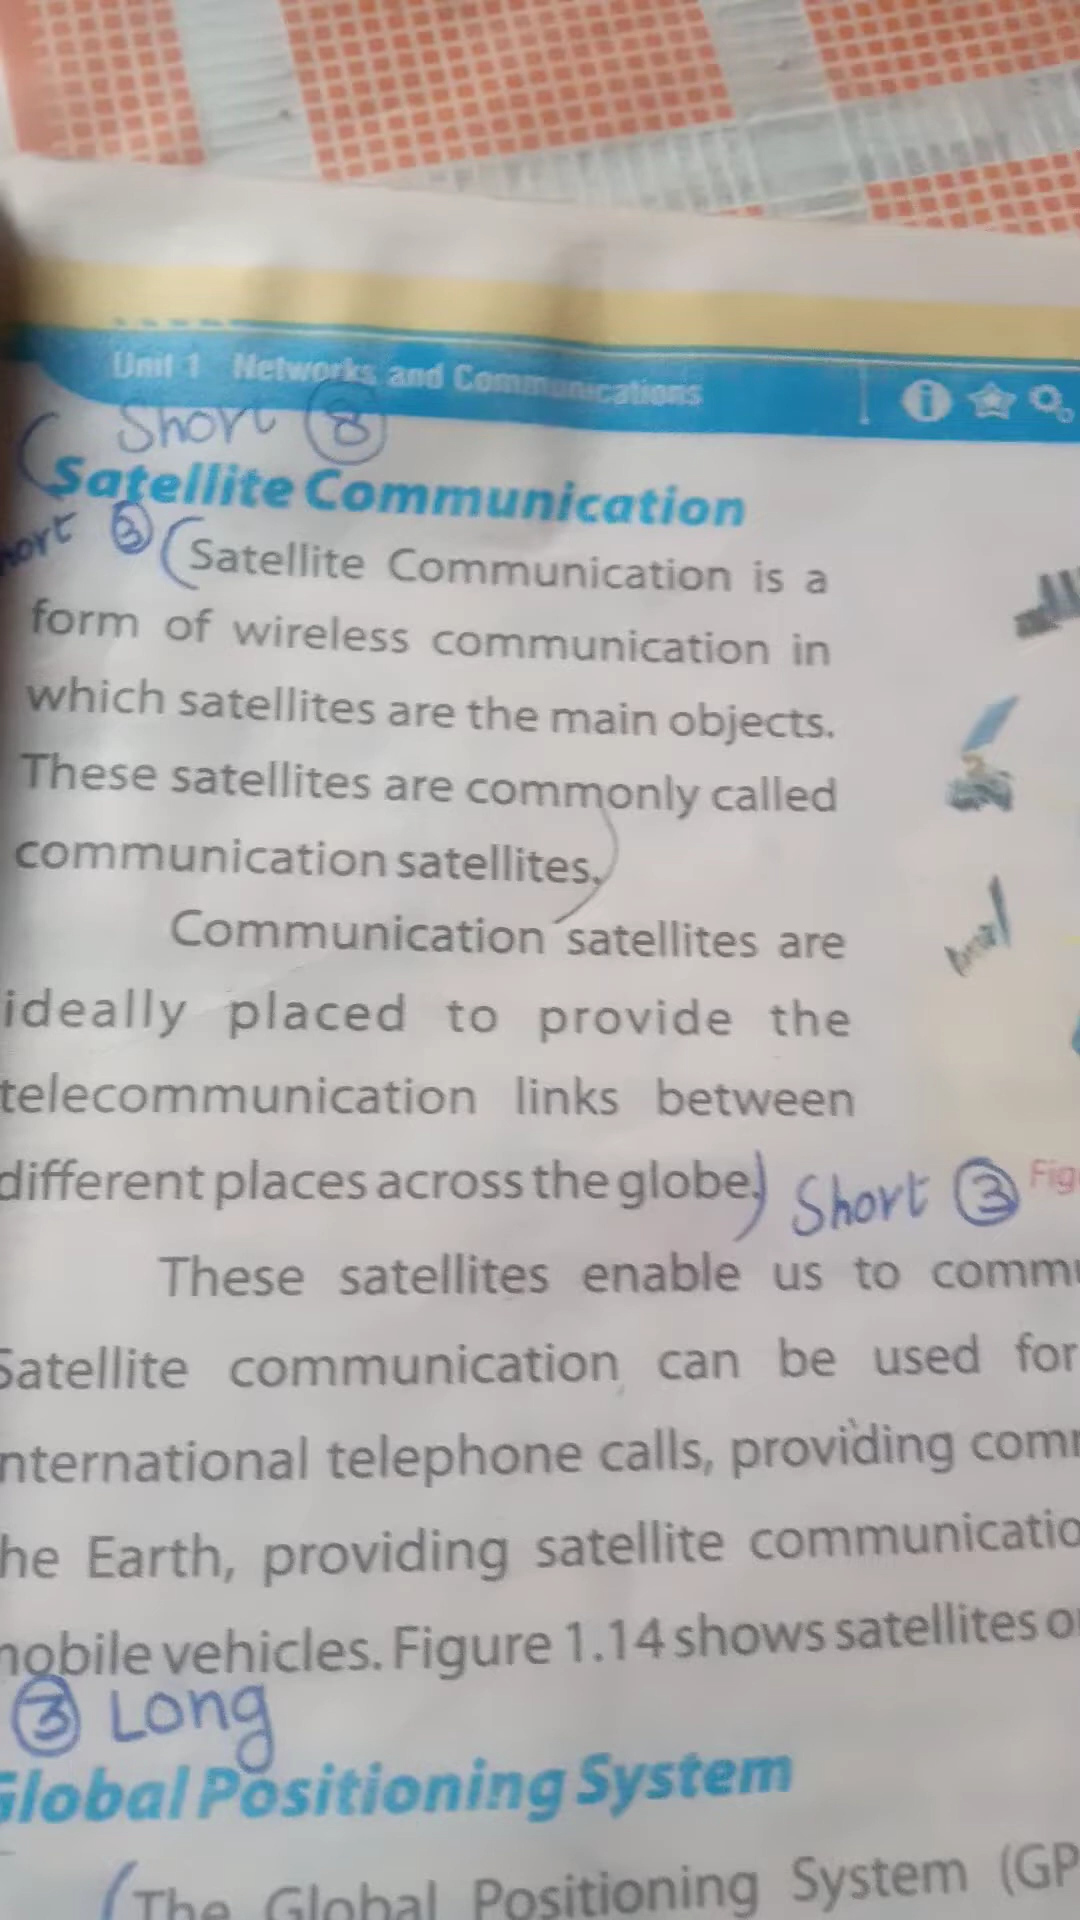 Unit 1 Networks and Communications
Short 8
Satellite Communication
ort 3
Satellite Communication is a
form of wireless communication in
which satellites are the main objects.
These satellites are commonly called
communication satellites.
Communication satellites are
ideally placed to provide the
telecommunication links between
different places across the globe.
Short 3
Fig
These satellites enable us to commu
Satellite communication can be used for
nternational telephone calls, providing com
he Earth, providing satellite communicatio
mobile vehicles. Figure 1.14 shows satellites o
3 Long
Global Positioning System
The Global Positioning System (GP